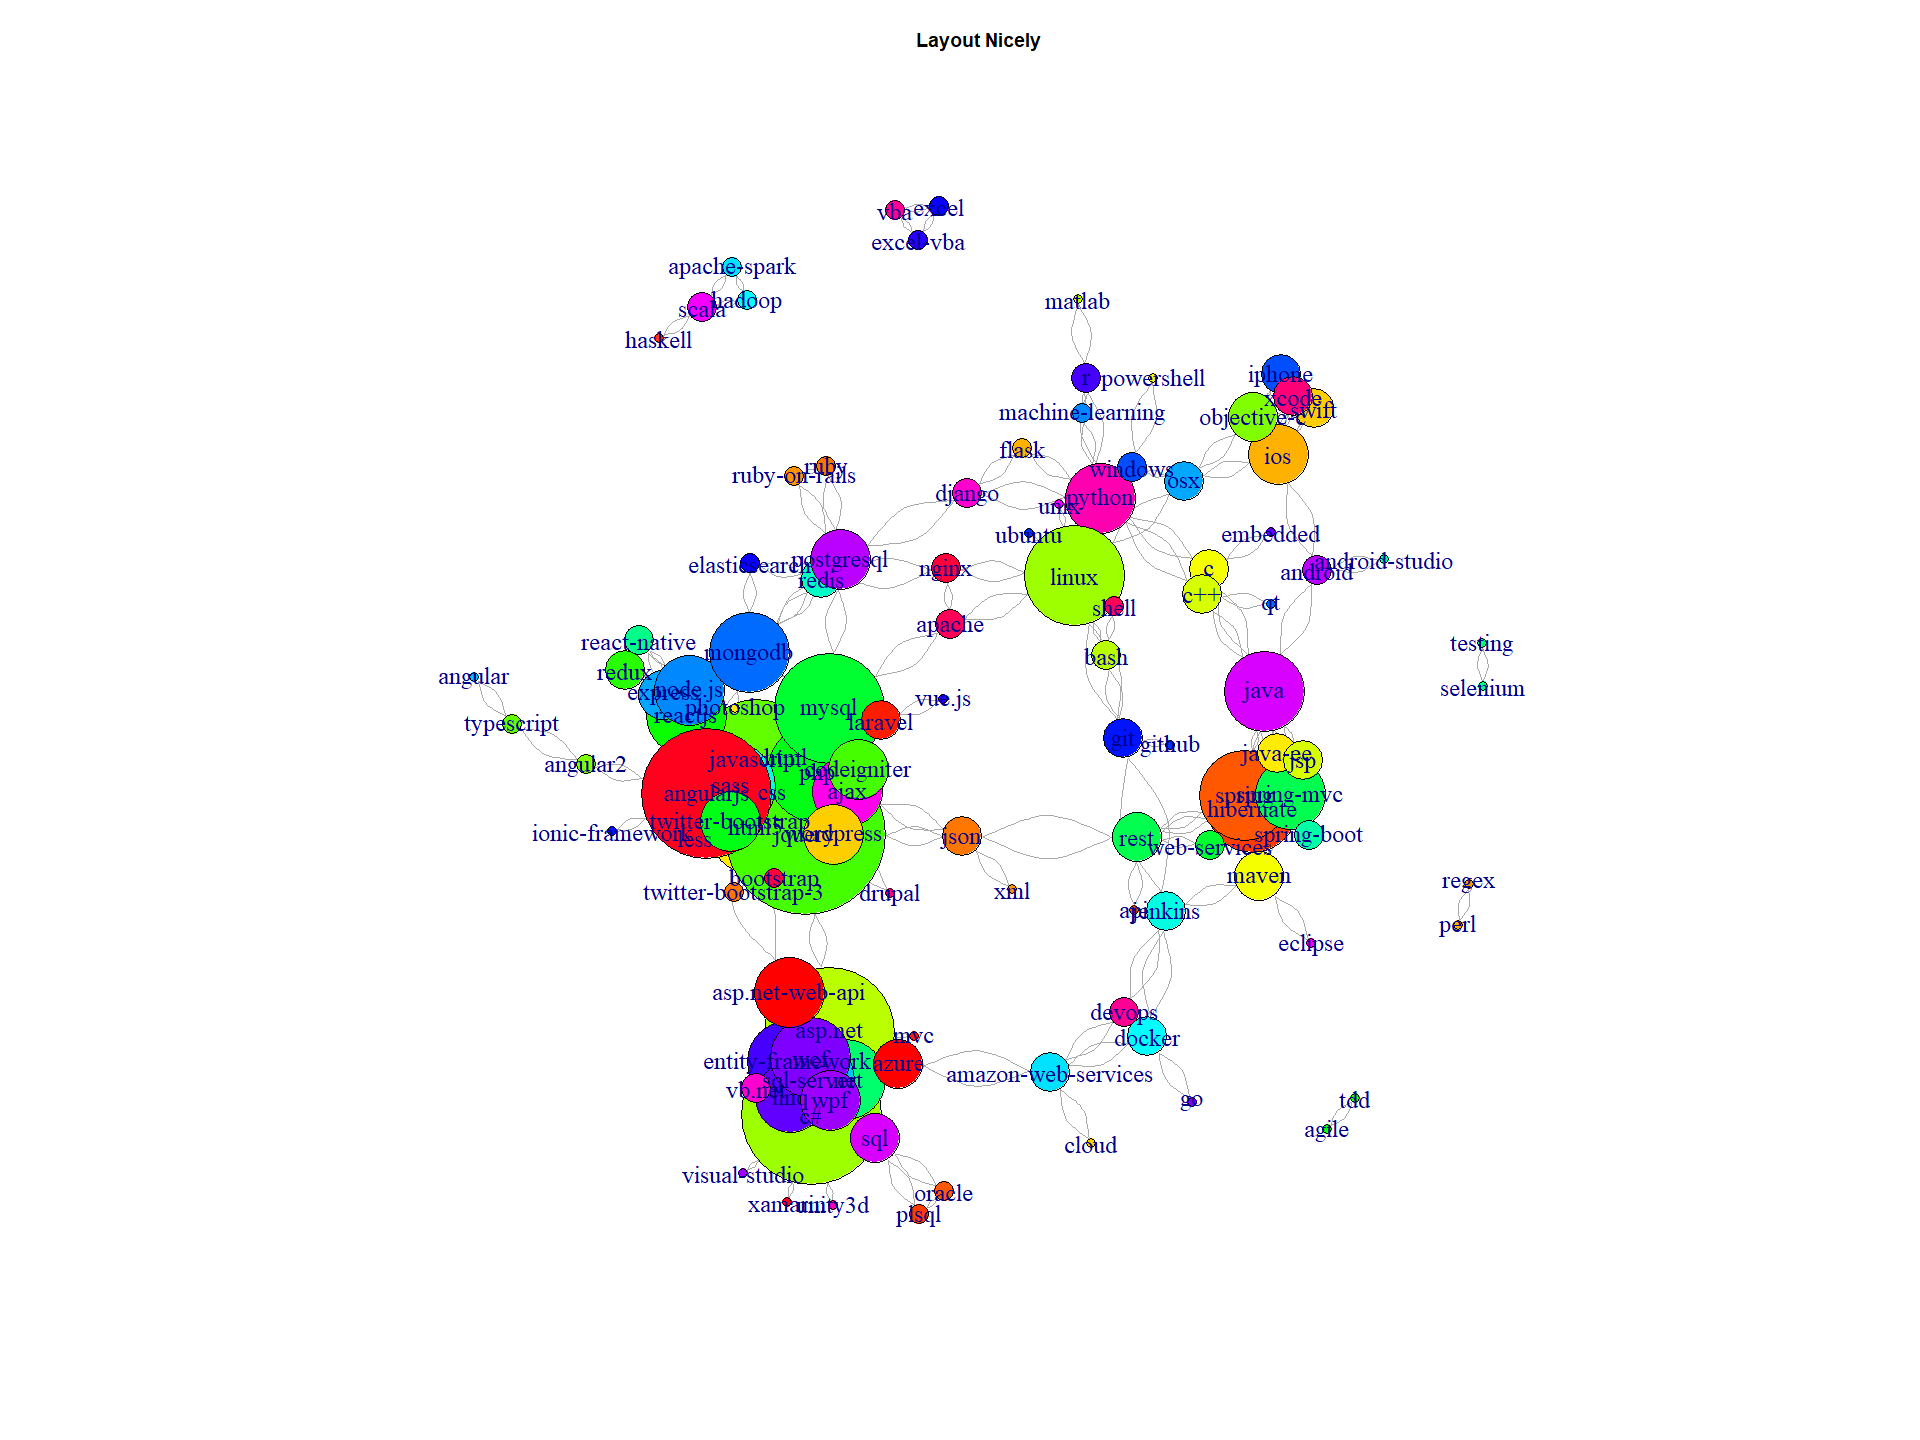 Layout Nicely
vba
excel
excel-vba
apache-spark
hadoop
scala
haskell
matlab
r
powershell
machine-learning
iphone
xcode
swift
objective-c
ios
flask
windows
osx
python
django
unix
ubuntu
linux
ruby
ruby-on-rails
postgresql
elasticsearch
redis
nginx
apache
shell
bash
embedded
c
c++
qt
android-studio
android
testing
selenium
react-native
redux
mongodb
node.js
express
reactjs
photoshop
mysql
laravel
vue.js
angular
typescript
angular2
java
git
github
java-ee
jsp
spring
spring-mvc
hibernate
spring-boot
web-services
rest
maven
javascript
html
php
codeigniter
sass
angularjs
css
ajax
twitter-bootstrap
html5
jquery
wordpress
less
ionic-framework
json
xml
bootstrap
twitter-bootstrap-3
drupal
api
jenkins
eclipse
regex
perl
asp.net-web-api
asp.net
mvc
entity-framework
wcf
azure
sql-server
.net
vb.net
linq
wpf
c#
sql
visual-studio
xamarin
unity3d
oracle
plsql
devops
docker
amazon-web-services
go
cloud
tdd
agile